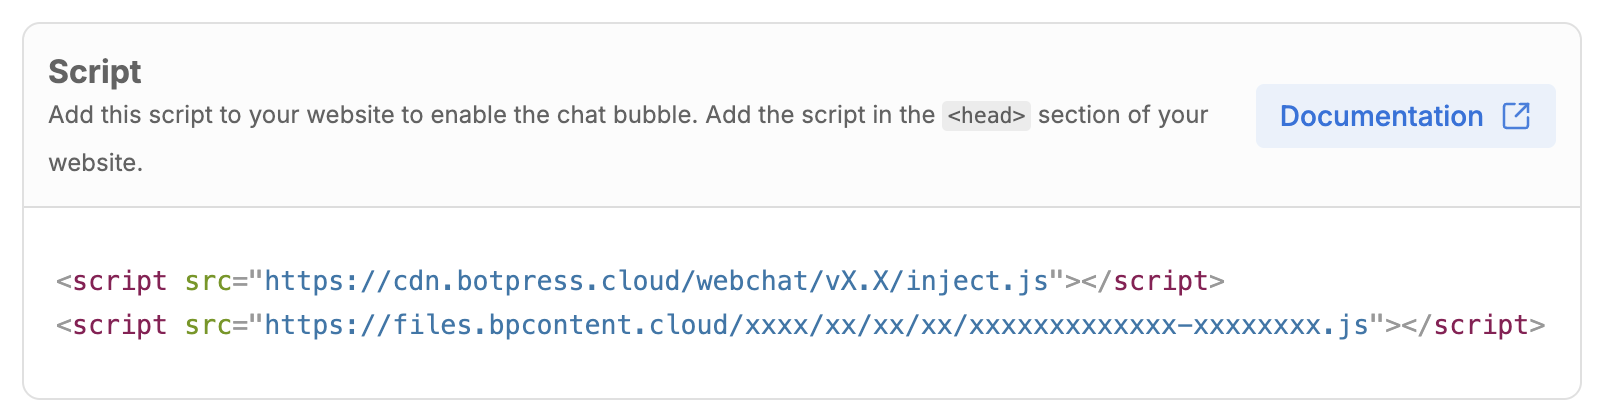 Script
Add this script to your website to enable the chat bubble. Add the script in the <head> section of your
website.
Documentation
<script src="https://cdn.botpress.cloud/webchat/vX.X/inject.js"></script>
<script src="https://files.bpcontent.cloud/xxxx/xx/xx/xx/xxxxxxxxxxxxx-xxxxxxxx.js"></script>